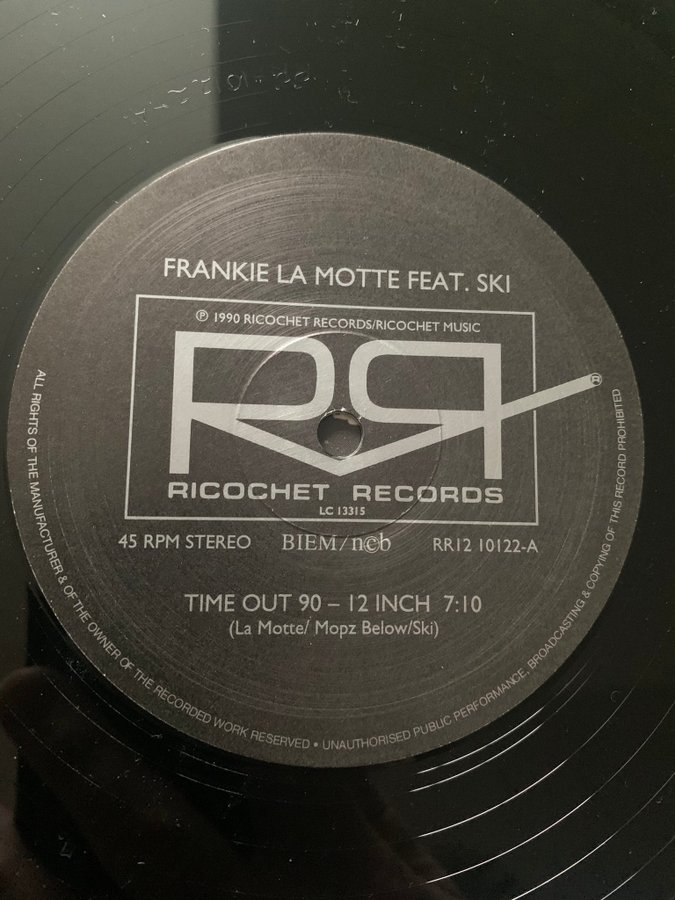 FRANKIE LA MOTTE FEAT. SKI
℗ 1990 RICOCHET RECORDS/RICOCHET MUSIC
RR
®
RICOCHET RECORDS
LC 13315
45 RPM STEREO BIEM/n©b RR12 10122-A
TIME OUT 90 – 12 INCH 7:10
(La Motte/ Mopz Below/Ski)
ALL RIGHTS OF THE MANUFACTURER & OF THE OWNER OF THE RECORDED WORK RESERVED • UNAUTHORISED PUBLIC PERFORMANCE, BROADCASTING & COPYING OF THIS RECORD PROHIBITED